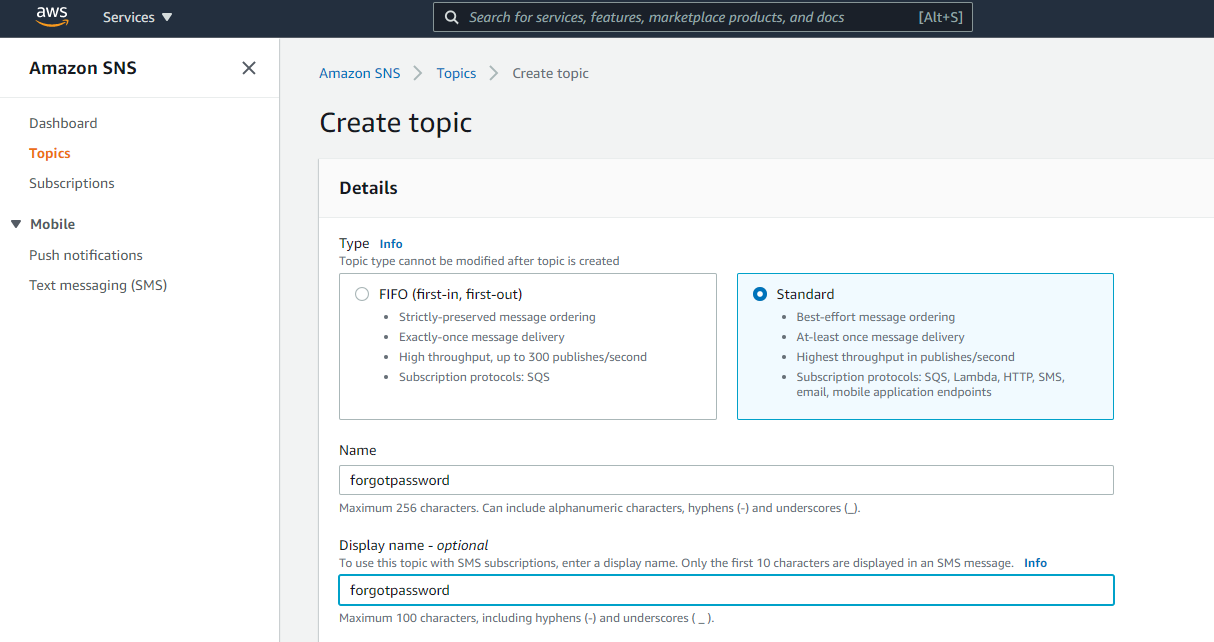 aws Services Search for services, features, marketplace products, and docs [Alt+S]
Amazon SNS
Dashboard
Topics
Subscriptions
Mobile
Push notifications
Text messaging (SMS)
Amazon SNS Topics Create topic
Create topic
Details
Type Info
Topic type cannot be modified after topic is created
FIFO (first-in, first-out)
Strictly-preserved message ordering
Exactly-once message delivery
High throughput, up to 300 publishes/second
Subscription protocols: SQS
Standard
Best-effort message ordering
At-least once message delivery
Highest throughput in publishes/second
Subscription protocols: SQS, Lambda, HTTP, SMS,
email, mobile application endpoints
Name
forgotpassword
Maximum 256 characters. Can include alphanumeric characters, hyphens (-) and underscores (_).
Display name - optional
To use this topic with SMS subscriptions, enter a display name. Only the first 10 characters are displayed in an SMS message. Info
forgotpassword
Maximum 100 characters, including hyphens (-) and underscores ( _ ).